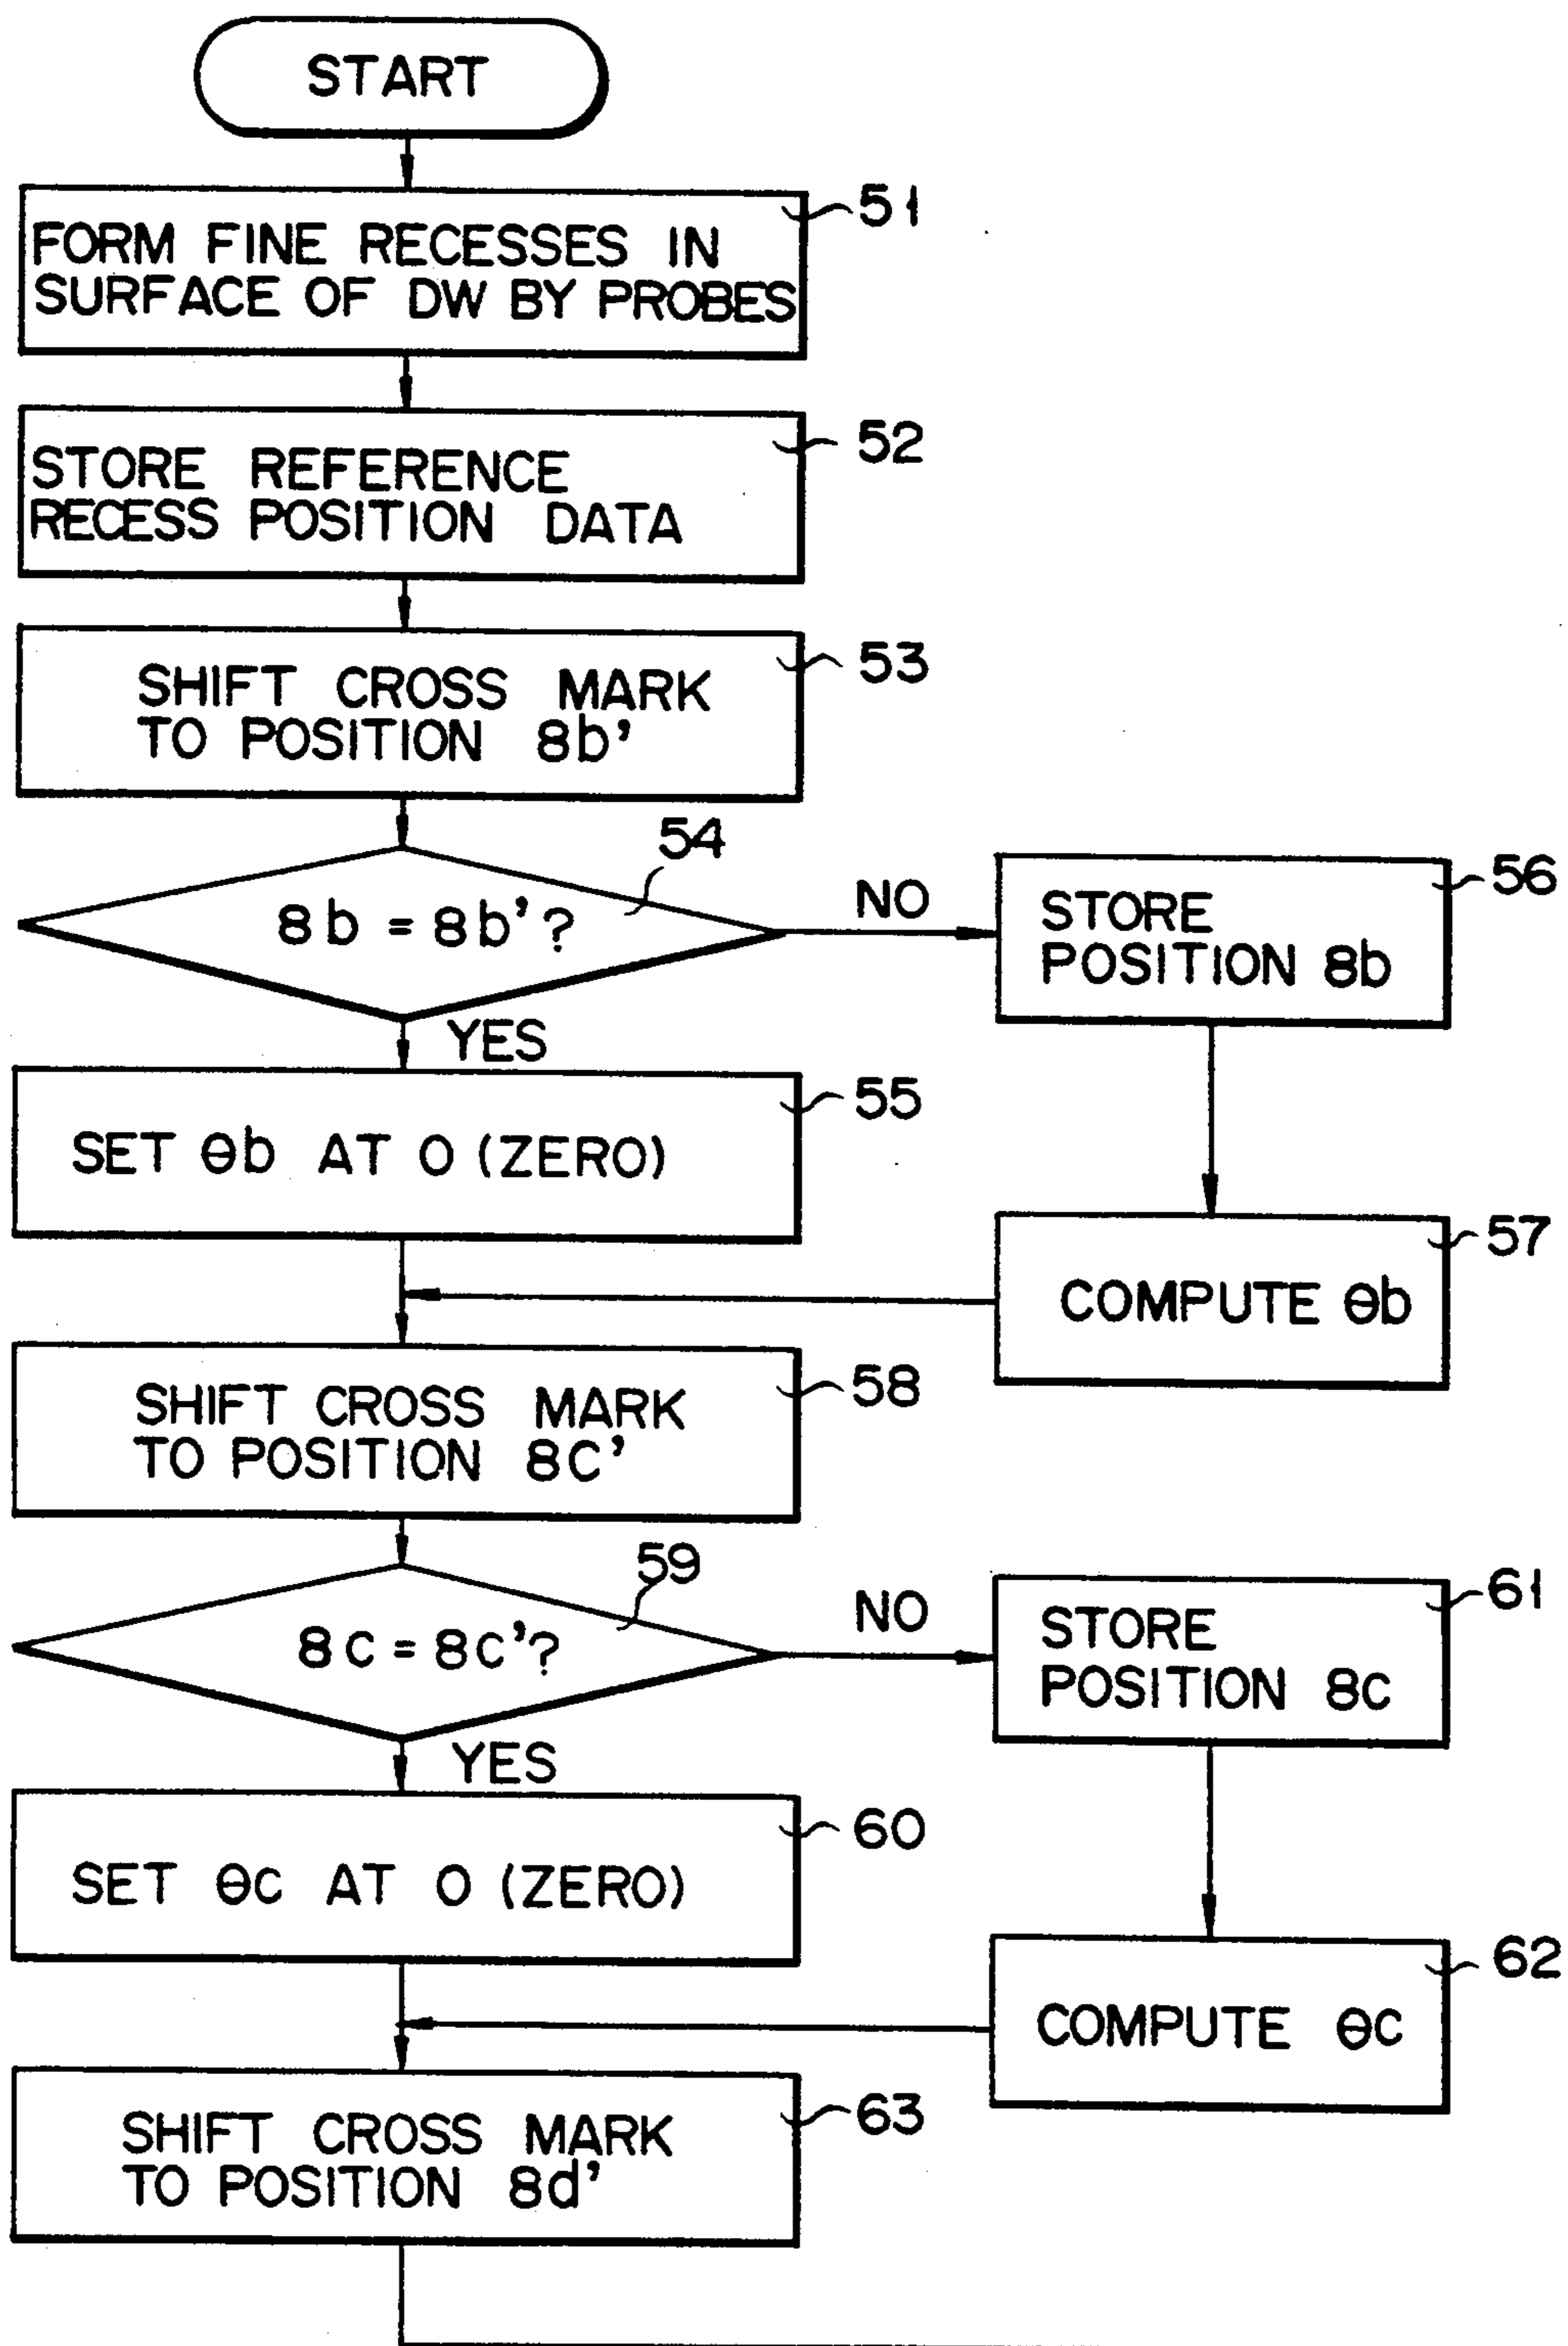 START
51
FORM FINE RECESSES IN
SURFACE OF DW BY PROBES
52
STORE REFERENCE
RECESS POSITION DATA
53
SHIFT CROSS MARK
TO POSITION 8b'
54
8b = 8b'?
NO
56
STORE
POSITION 8b
YES
55
SET θb AT 0 (ZERO)
57
COMPUTE θb
58
SHIFT CROSS MARK
TO POSITION 8c'
59
8c = 8c'?
NO
61
STORE
POSITION 8c
YES
60
SET θc AT 0 (ZERO)
62
COMPUTE θc
63
SHIFT CROSS MARK
TO POSITION 8d'